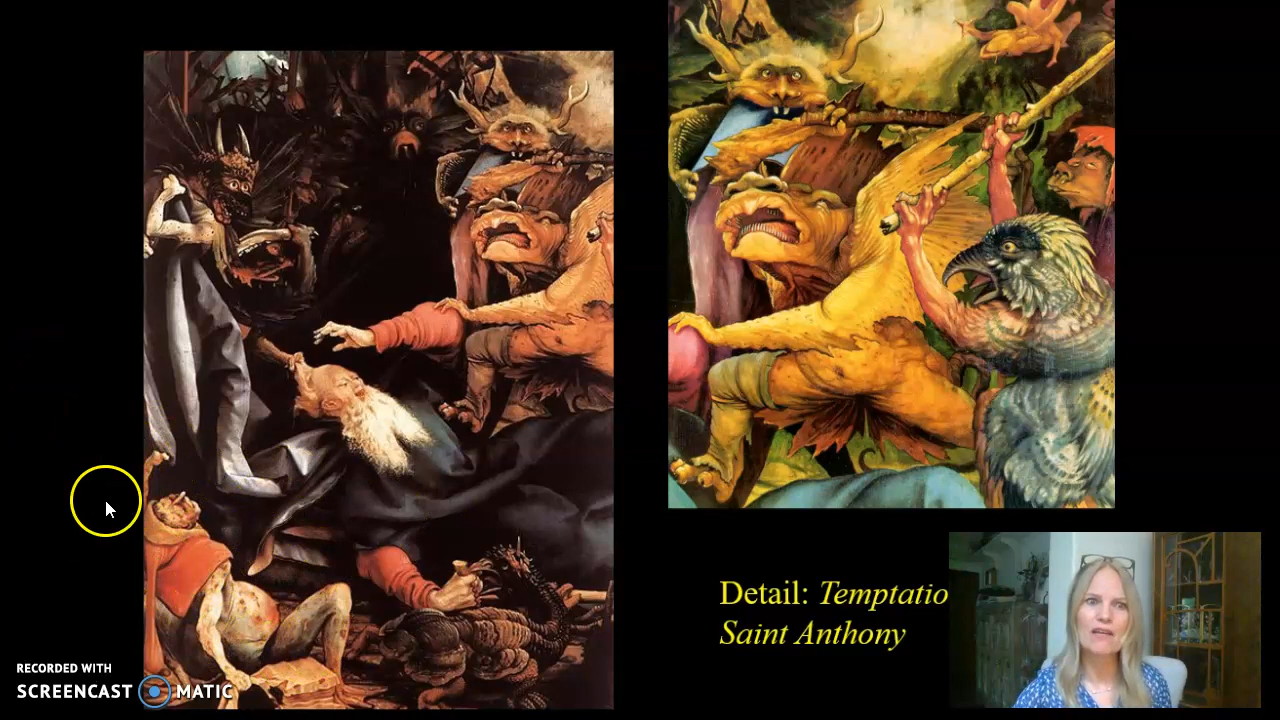 Detail: Temptatio
Saint Anthony
RECORDED WITH
SCREENCAST MATIC